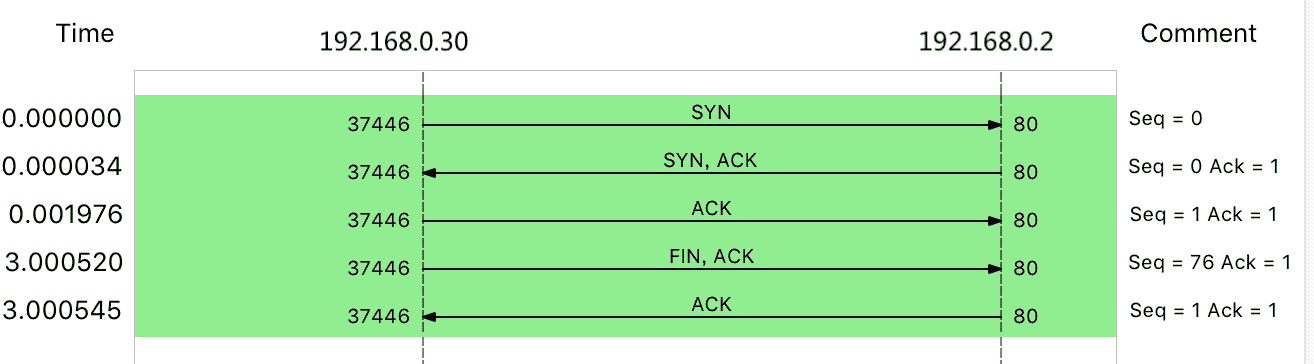 Time 192.168.0.30 192.168.0.2 Comment
SYN
0.000000 37446 80 Seq = 0
SYN, ACK
0.000034 37446 80 Seq = 0 Ack = 1
ACK
0.001976 37446 80 Seq = 1 Ack = 1
FIN, ACK
3.000520 37446 80 Seq = 76 Ack = 1
ACK
3.000545 37446 80 Seq = 1 Ack = 1